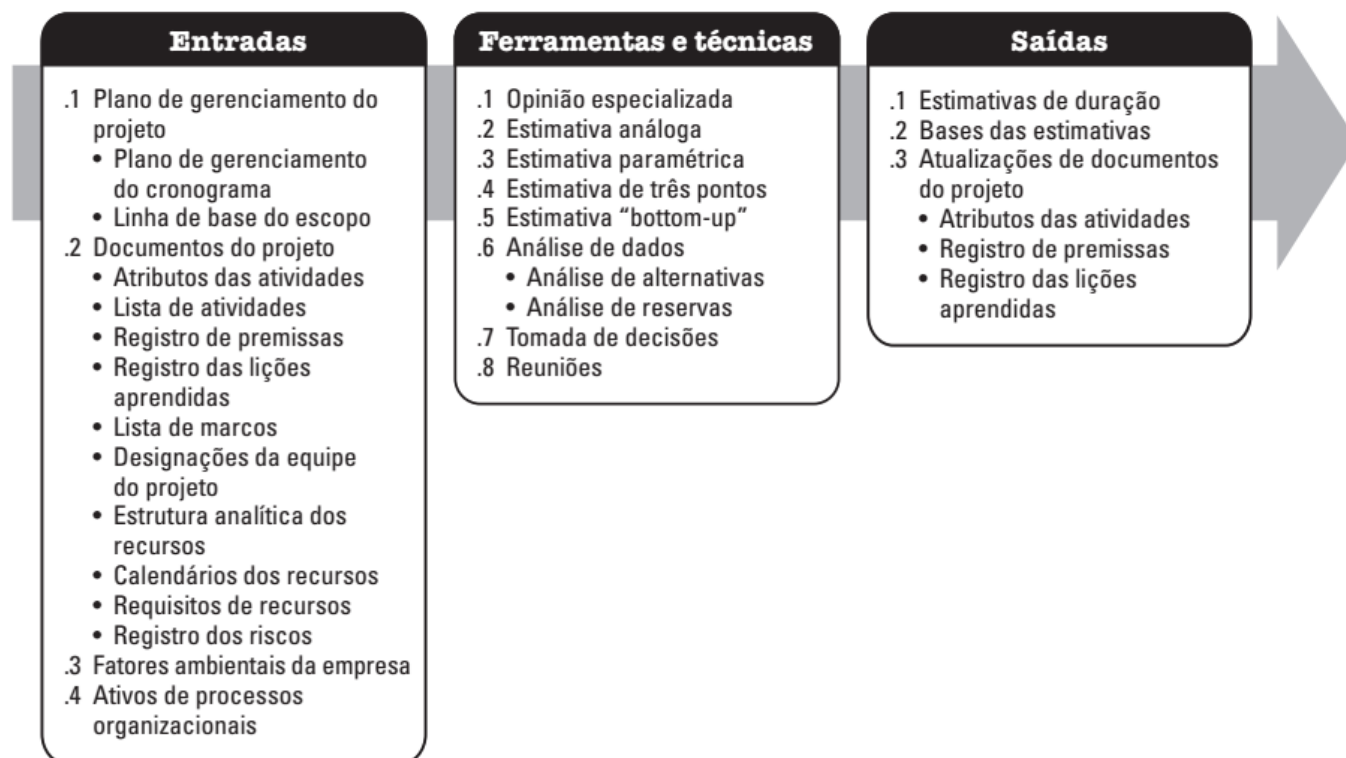 Entradas
.1 Plano de gerenciamento do
projeto
• Plano de gerenciamento
do cronograma
• Linha de base do escopo
.2 Documentos do projeto
• Atributos das atividades
• Lista de atividades
• Registro de premissas
• Registro das lições
aprendidas
• Lista de marcos
• Designações da equipe
do projeto
• Estrutura analítica dos
recursos
• Calendários dos recursos
• Requisitos de recursos
• Registro dos riscos
.3 Fatores ambientais da empresa
.4 Ativos de processos
organizacionais
Ferramentas e técnicas
.1 Opinião especializada
.2 Estimativa análoga
.3 Estimativa paramétrica
.4 Estimativa de três pontos
.5 Estimativa “bottom-up”
.6 Análise de dados
• Análise de alternativas
• Análise de reservas
.7 Tomada de decisões
.8 Reuniões
Saídas
.1 Estimativas de duração
.2 Bases das estimativas
.3 Atualizações de documentos
do projeto
• Atributos das atividades
• Registro de premissas
• Registro das lições
aprendidas